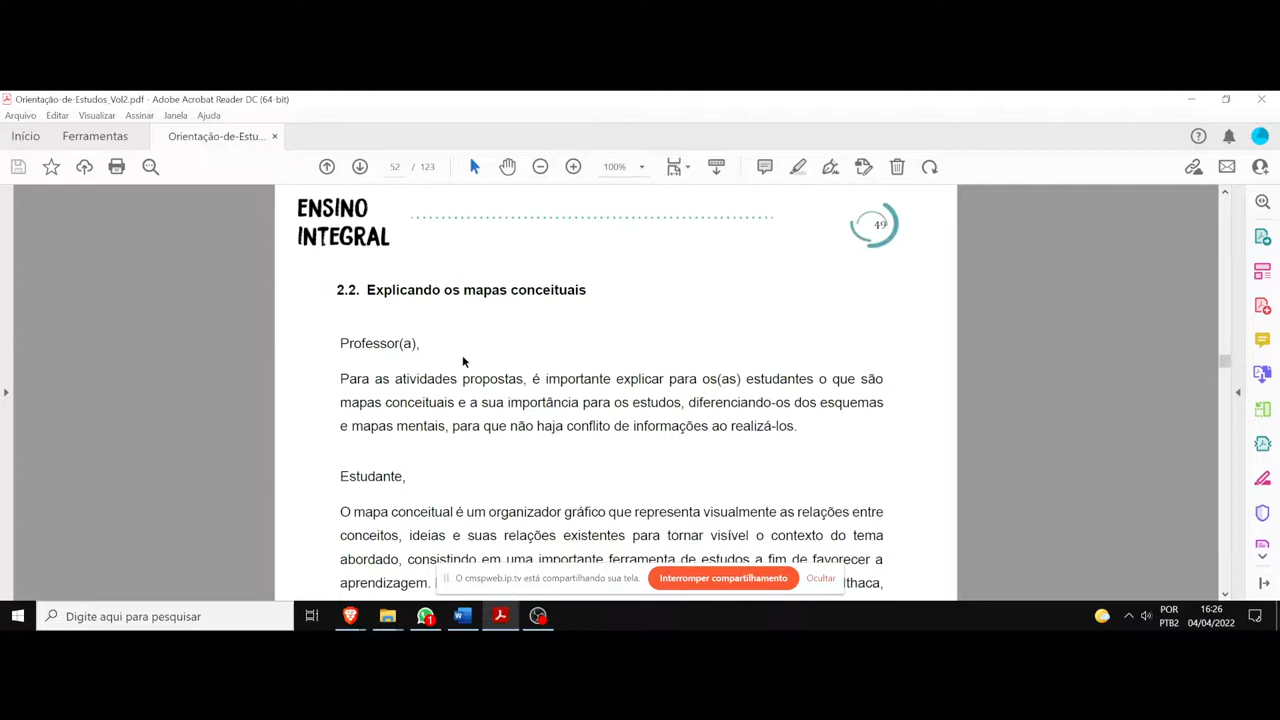 Orientação-de-Estudos_Vol2.pdf - Adobe Acrobat Reader DC (64-bit)
Arquivo Editar Visualizar Assinar Janela Ajuda
Início Ferramentas Orientação-de-Estu... ×
52 / 123 100%
ENSINO
INTEGRAL
49
2.2. Explicando os mapas conceituais
Professor(a),
Para as atividades propostas, é importante explicar para os(as) estudantes o que são
mapas conceituais e a sua importância para os estudos, diferenciando-os dos esquemas
e mapas mentais, para que não haja conflito de informações ao realizá-los.
Estudante,
O mapa conceitual é um organizador gráfico que representa visualmente as relações entre
conceitos, ideias e suas relações existentes para tornar visível o contexto do tema
abordado, consistindo em uma importante ferramenta de estudos a fim de favorecer a
aprendizagem. Ithaca,
O cmspweb.ip.tv está compartilhando sua tela. Interromper compartilhamento Ocultar
Digite aqui para pesquisar
1
POR
PTB2
16:26
04/04/2022